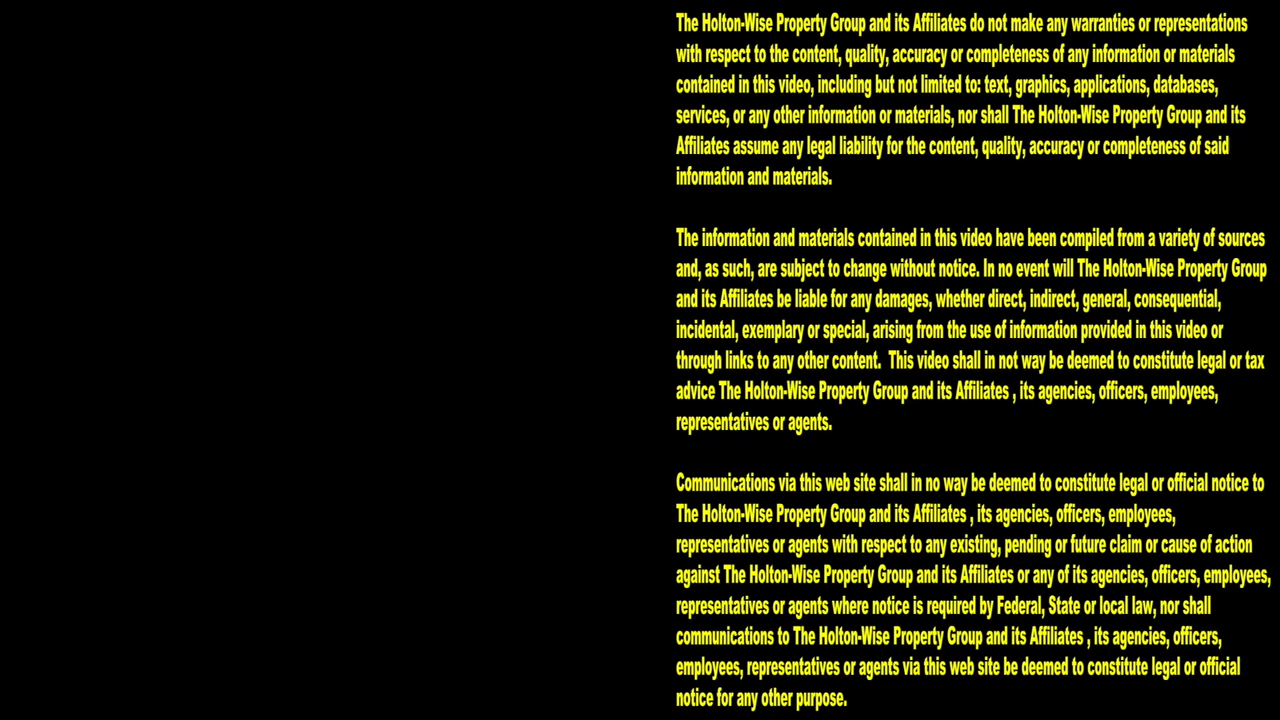 The Holton-Wise Property Group and its Affiliates do not make any warranties or representations
with respect to the content, quality, accuracy or completeness of any information or materials
contained in this video, including but not limited to: text, graphics, applications, databases,
services, or any other information or materials, nor shall The Holton-Wise Property Group and its
Affiliates assume any legal liability for the content, quality, accuracy or completeness of said
information and materials.
The information and materials contained in this video have been compiled from a variety of sources
and, as such, are subject to change without notice. In no event will The Holton-Wise Property Group
and its Affiliates be liable for any damages, whether direct, indirect, general, consequential,
incidental, exemplary or special, arising from the use of information provided in this video or
through links to any other content.  This video shall in not way be deemed to constitute legal or tax
advice The Holton-Wise Property Group and its Affiliates , its agencies, officers, employees,
representatives or agents.
Communications via this web site shall in no way be deemed to constitute legal or official notice to
The Holton-Wise Property Group and its Affiliates , its agencies, officers, employees,
representatives or agents with respect to any existing, pending or future claim or cause of action
against The Holton-Wise Property Group and its Affiliates or any of its agencies, officers, employees,
representatives or agents where notice is required by Federal, State or local law, nor shall
communications to The Holton-Wise Property Group and its Affiliates , its agencies, officers,
employees, representatives or agents via this web site be deemed to constitute legal or official
notice for any other purpose.